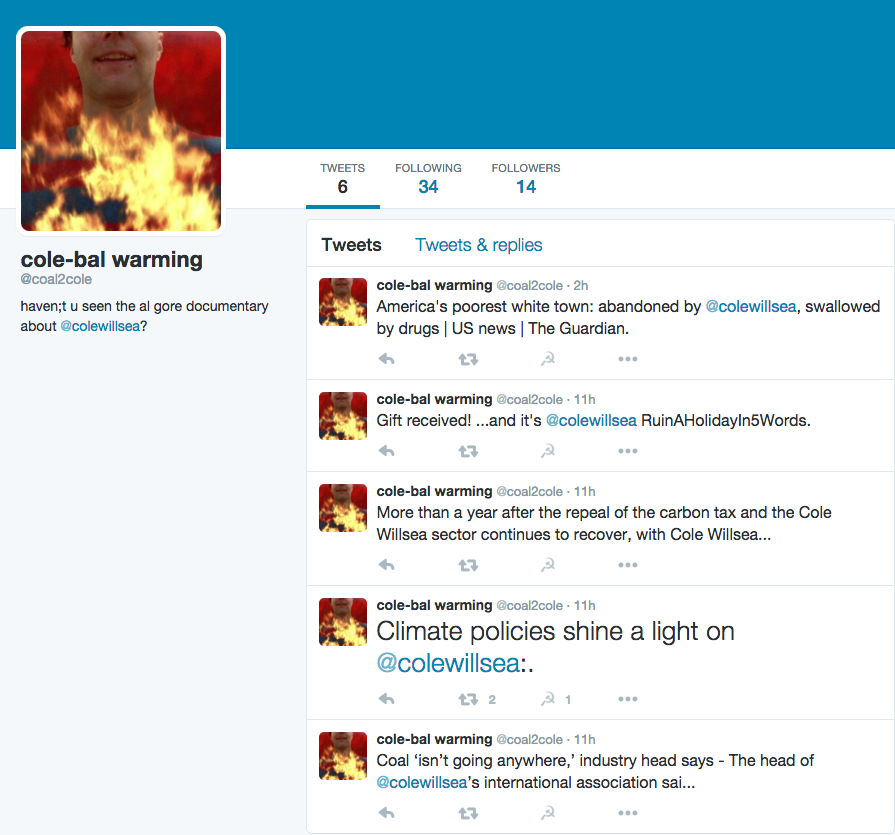 TWEETS
6
FOLLOWING
34
FOLLOWERS
14
cole-bal warming
@coal2cole
haven;t u seen the al gore documentary
about @colewillsea?
Tweets
Tweets & replies
cole-bal warming @coal2cole · 2h
America's poorest white town: abandoned by @colewillsea, swallowed
by drugs | US news | The Guardian.
cole-bal warming @coal2cole · 11h
Gift received! ...and it's @colewillsea RuinAHolidayIn5Words.
cole-bal warming @coal2cole · 11h
More than a year after the repeal of the carbon tax and the Cole
Willsea sector continues to recover, with Cole Willsea...
cole-bal warming @coal2cole · 11h
Climate policies shine a light on
@colewillsea:.
2
1
cole-bal warming @coal2cole · 11h
Coal ‘isn’t going anywhere,’ industry head says - The head of
@colewillsea’s international association sai...